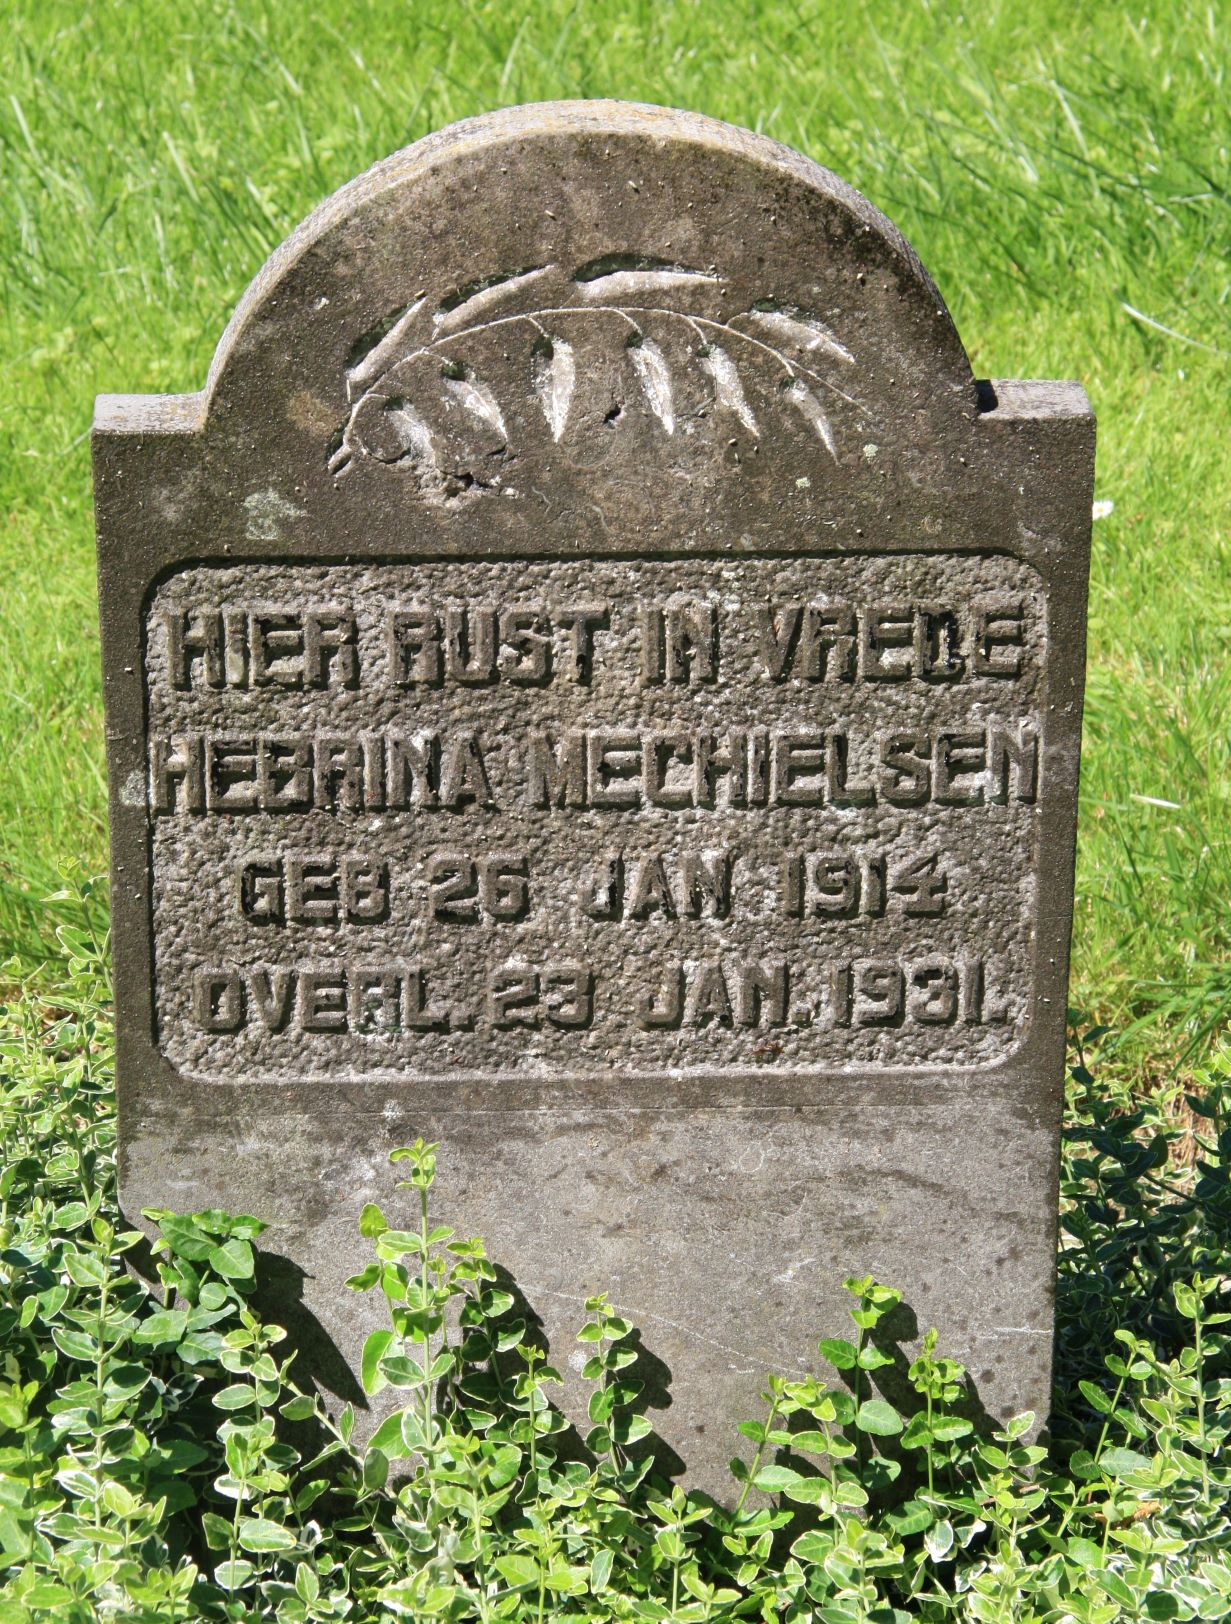 HIER RUST IN VREDE
HEBRINA MECHIELSEN
GEB 26 JAN 1914
OVERL. 23 JAN. 1931.